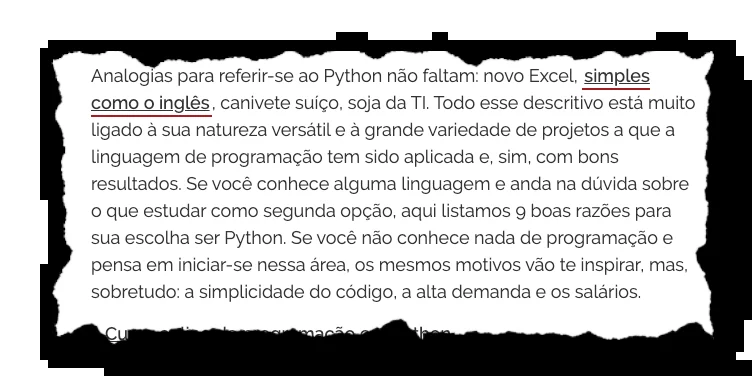 Analogias para referir-se ao Python não faltam: novo Excel, simples
como o inglês, canivete suíço, soja da TI. Todo esse descritivo está muito
ligado à sua natureza versátil e à grande variedade de projetos a que a
linguagem de programação tem sido aplicada e, sim, com bons
resultados. Se você conhece alguma linguagem e anda na dúvida sobre
o que estudar como segunda opção, aqui listamos 9 boas razões para
sua escolha ser Python. Se você não conhece nada de programação e
pensa em iniciar-se nessa área, os mesmos motivos vão te inspirar, mas,
sobretudo: a simplicidade do código, a alta demanda e os salários.